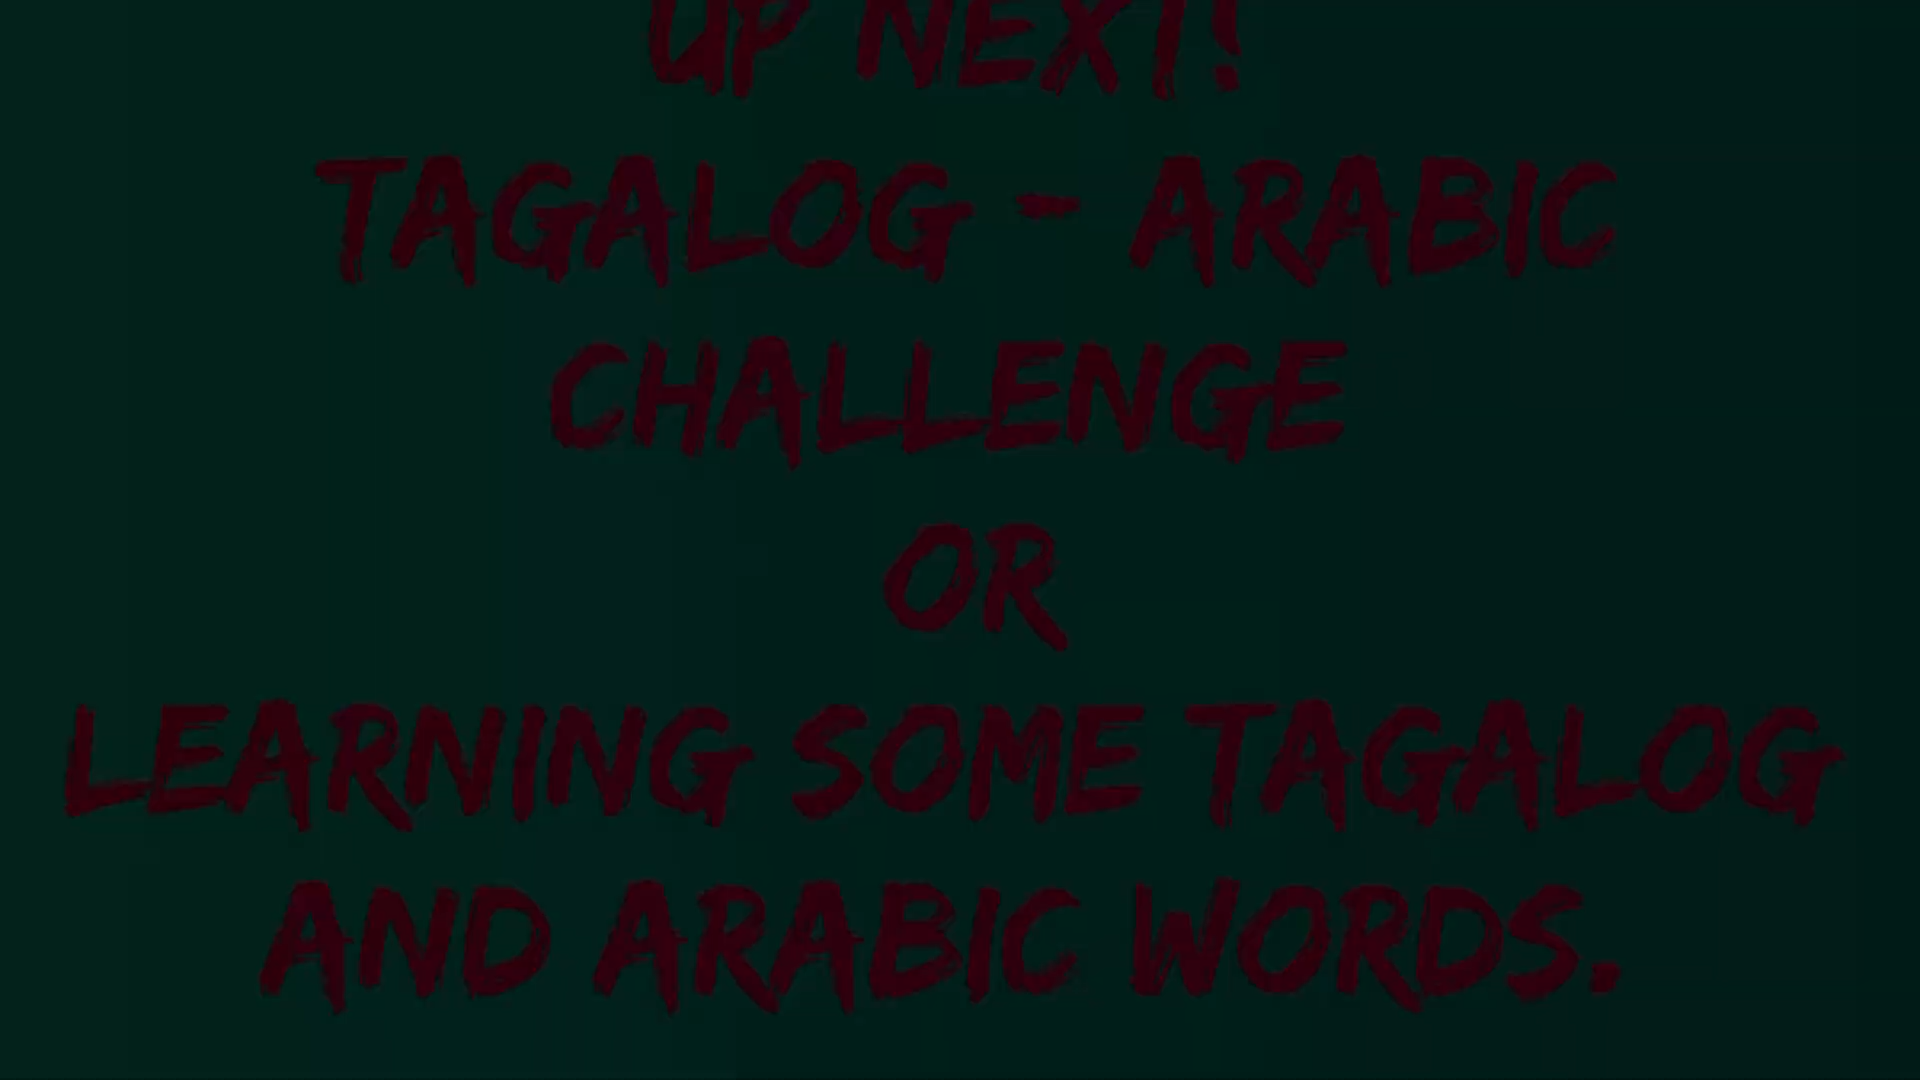 UP NEXT!
TAGALOG - ARABIC
CHALLENGE
OR
LEARNING SOME TAGALOG
AND ARABIC WORDS.